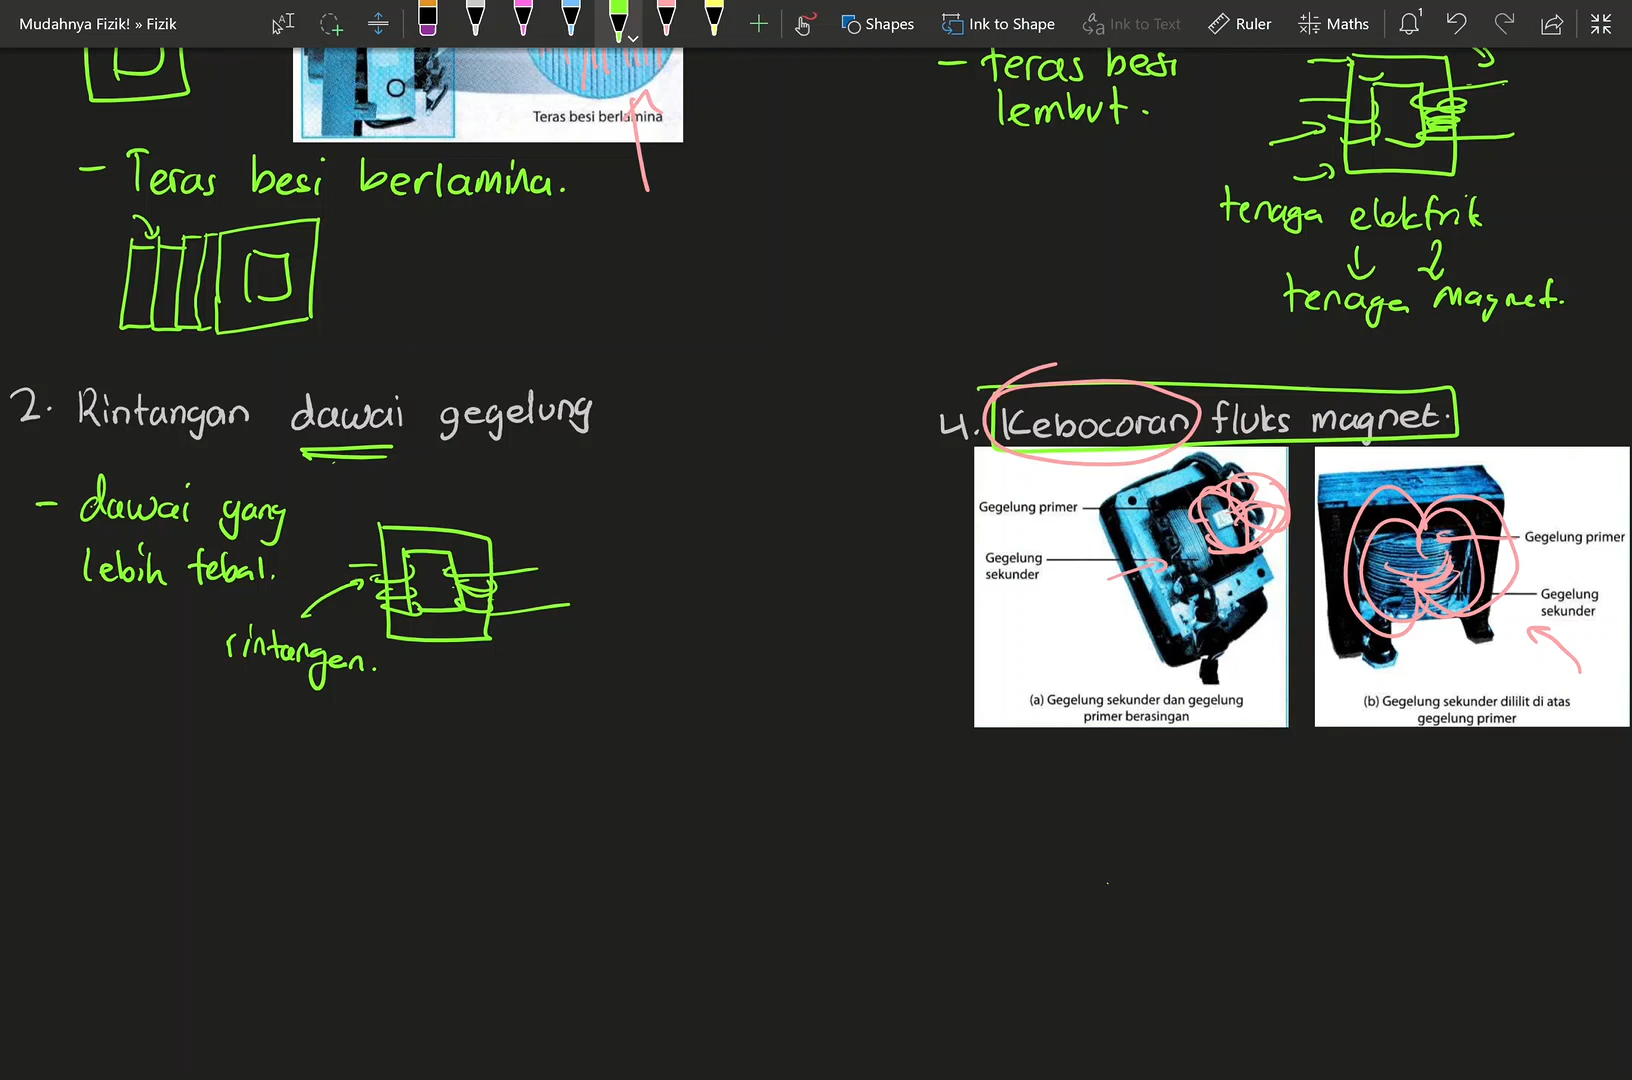 Mudahnya Fizik! » Fizik
Shapes
Ink to Shape
Ink to Text
Ruler
Maths
1
Teras besi berlamina
- Teras besi berlamina.
2. Rintangan dawai gegelung
- dawai yang
lebih tebal.
rintangan.
- teras besi
lembut.
tenaga elektrik
tenaga magnet.
4. Kebocoran fluks magnet.
Gegelung primer
Gegelung
sekunder
(a) Gegelung sekunder dan gegelung
primer berasingan
Gegelung primer
Gegelung
sekunder
(b) Gegelung sekunder dililit di atas
gegelung primer